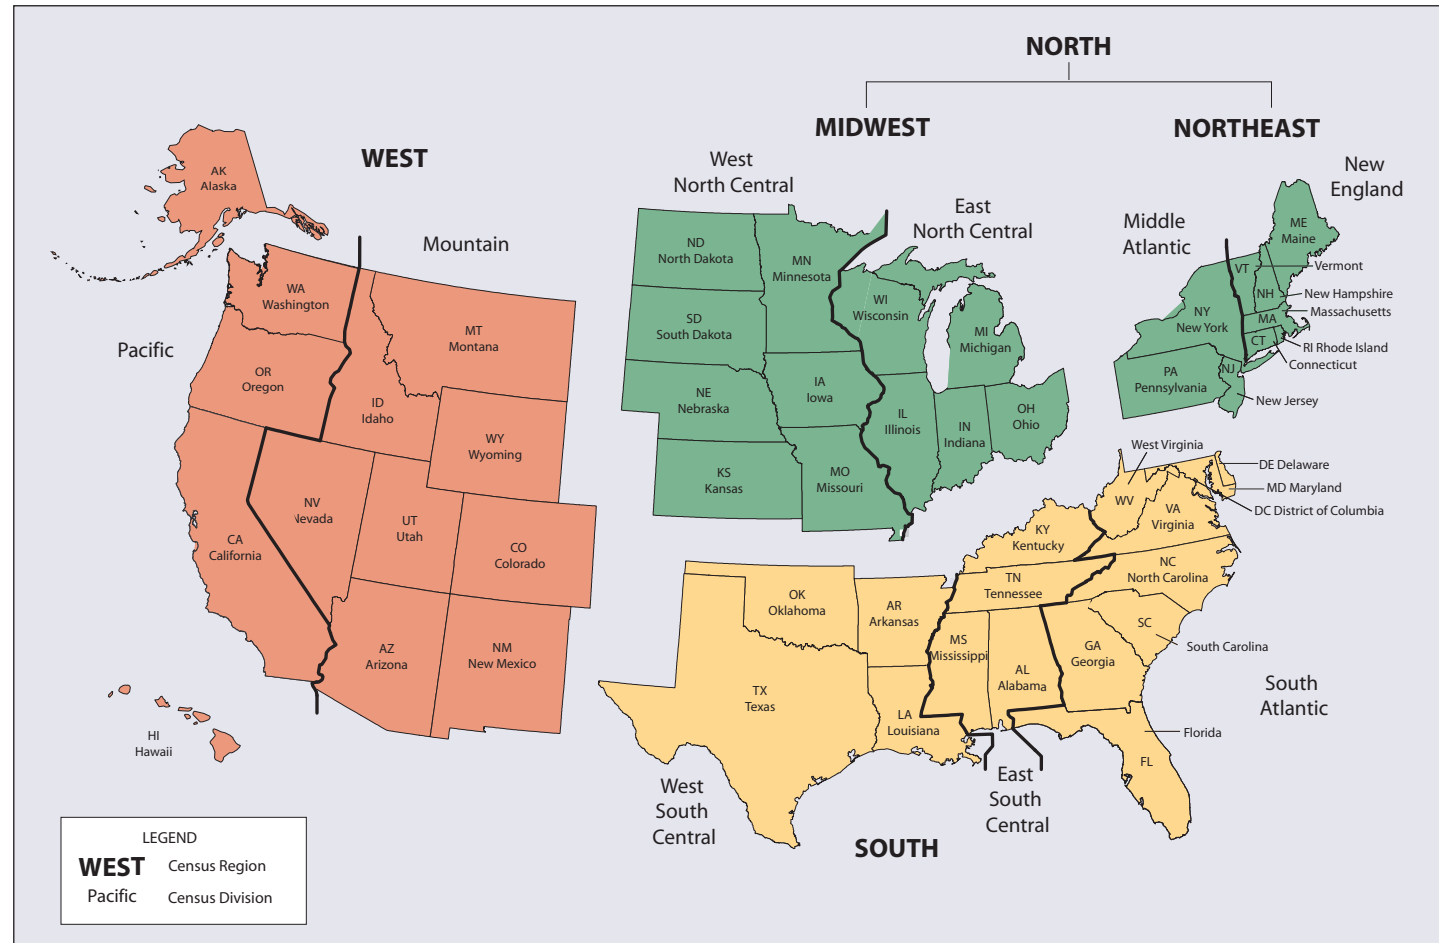 NORTH
MIDWEST
NORTHEAST
WEST
West
North Central
New
England
East
North Central
Middle
Atlantic
Mountain
Pacific
AK
Alaska
WA
Washington
MT
Montana
OR
Oregon
ID
Idaho
WY
Wyoming
NV
Nevada
UT
Utah
CA
California
CO
Colorado
AZ
Arizona
NM
New Mexico
HI
Hawaii
ND
North Dakota
MN
Minnesota
SD
South Dakota
WI
Wisconsin
MI
Michigan
NE
Nebraska
IA
Iowa
IL
Illinois
IN
Indiana
OH
Ohio
KS
Kansas
MO
Missouri
ME
Maine
VT
Vermont
NH
New Hampshire
Massachusetts
MA
NY
New York
CT
RI Rhode Island
Connecticut
PA
Pennsylvania
NJ
New Jersey
West Virginia
DE Delaware
MD Maryland
DC District of Columbia
WV
VA
Virginia
KY
Kentucky
NC
North Carolina
TN
Tennessee
OK
Oklahoma
AR
Arkansas
SC
South Carolina
MS
Mississippi
GA
Georgia
AL
Alabama
TX
Texas
LA
Louisiana
South
Atlantic
Florida
FL
West
South
Central
East
South
Central
SOUTH
LEGEND
WEST Census Region
Pacific Census Division